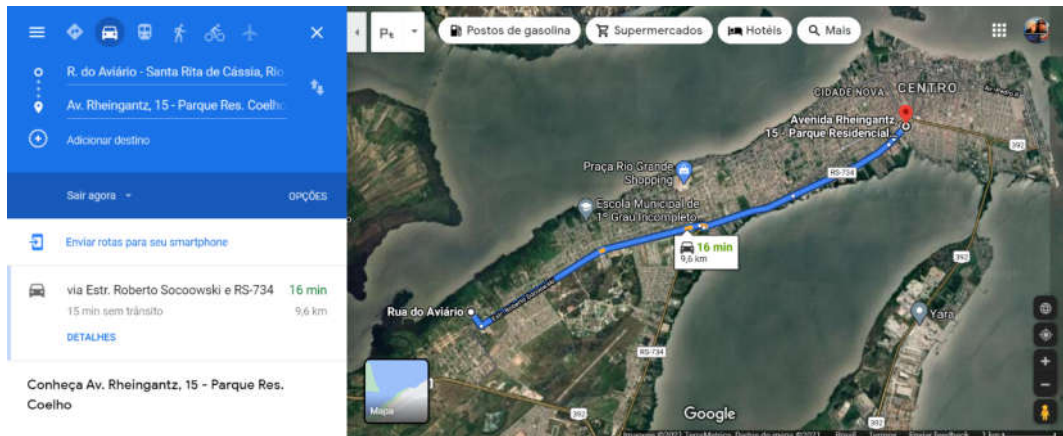 R. do Aviário - Santa Rita de Cássia, Rio
Av. Rheingantz, 15 - Parque Res. Coelho
Adicionar destino
Sair agora
OPÇÕES
Enviar rotas para seu smartphone
via Estr. Roberto Socoowski e RS-734
16 min
15 min sem trânsito
9,6 km
DETALHES
Conheça Av. Rheingantz, 15 - Parque Res.
Coelho
Postos de gasolina
Supermercados
Hotéis
Mais
CIDADE NOVA
CENTRO
Avenida Rheingantz
15 - Parque Residencial...
392
Praça Rio Grande
Shopping
RS-734
Escola Municipal de
1º Grau Incompleto...
16 min
9,6 km
392
Estr. Roberto Socoowski
Rua do Aviário
Yara
RS-734
Mapa
392
Google
392